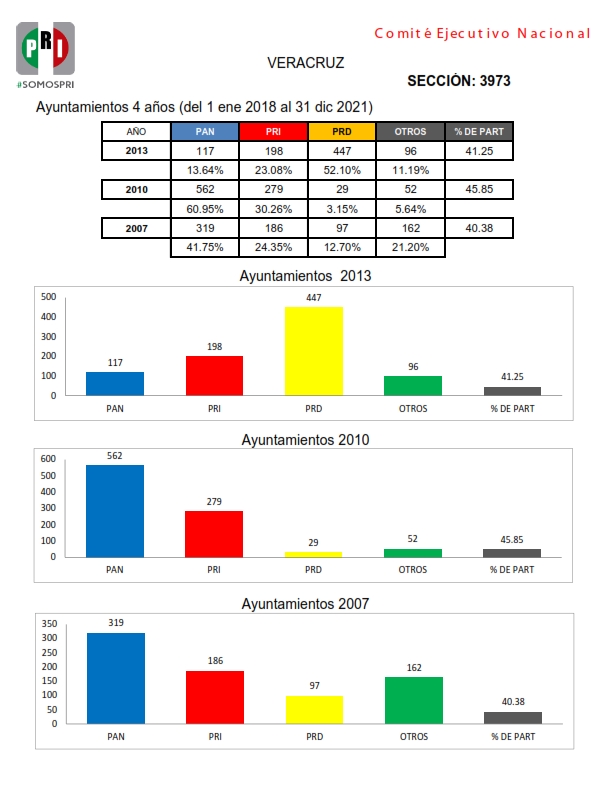 Comité Ejecutivo Nacional
PRI
#SOMOSPRI
VERACRUZ
SECCIÓN: 3973
Ayuntamientos 4 años (del 1 ene 2018 al 31 dic 2021)
AÑO PAN PRI PRD OTROS % DE PART
2013 117 198 447 96 41.25
13.64% 23.08% 52.10% 11.19%
2010 562 279 29 52 45.85
60.95% 30.26% 3.15% 5.64%
2007 319 186 97 162 40.38
41.75% 24.35% 12.70% 21.20%
Ayuntamientos 2013
500
400
300
200
100
0
117 198 447 96 41.25
PAN PRI PRD OTROS % DE PART
Ayuntamientos 2010
600
500
400
300
200
100
0
562 279 29 52 45.85
PAN PRI PRD OTROS % DE PART
Ayuntamientos 2007
350
300
250
200
150
100
50
0
319 186 97 162 40.38
PAN PRI PRD OTROS % DE PART